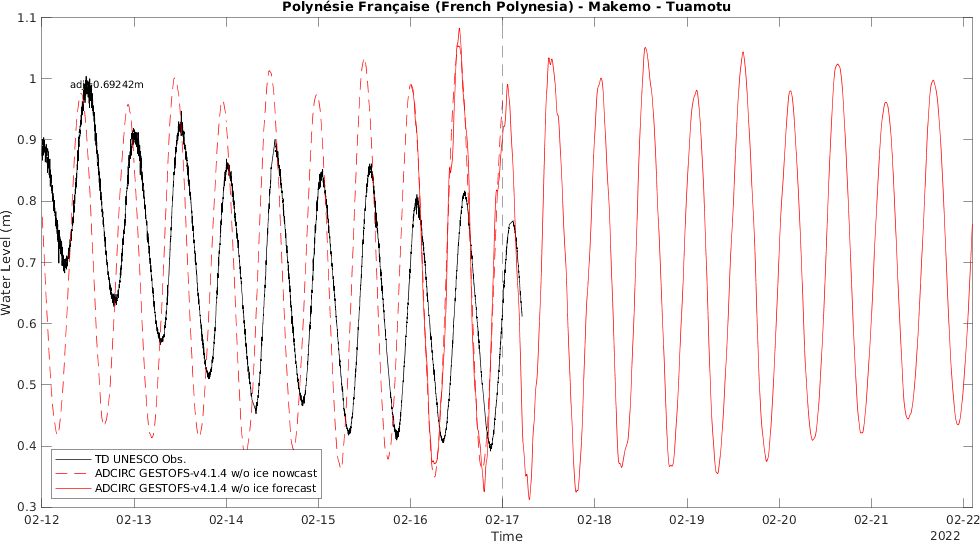 Polynésie Française (French Polynesia) - Makemo - Tuamotu
1.1
1
0.9
0.8
0.7
0.6
0.5
0.4
0.3
Water Level (m)
0.69242m
TD UNESCO Obs.
ADCIRC GESTOFS-v4.1.4 w/o ice nowcast
ADCIRC GESTOFS-v4.1.4 w/o ice forecast
02-12 02-13 02-14 02-15 02-16 02-17 02-18 02-19 02-20 02-21 02-22
Time
2022